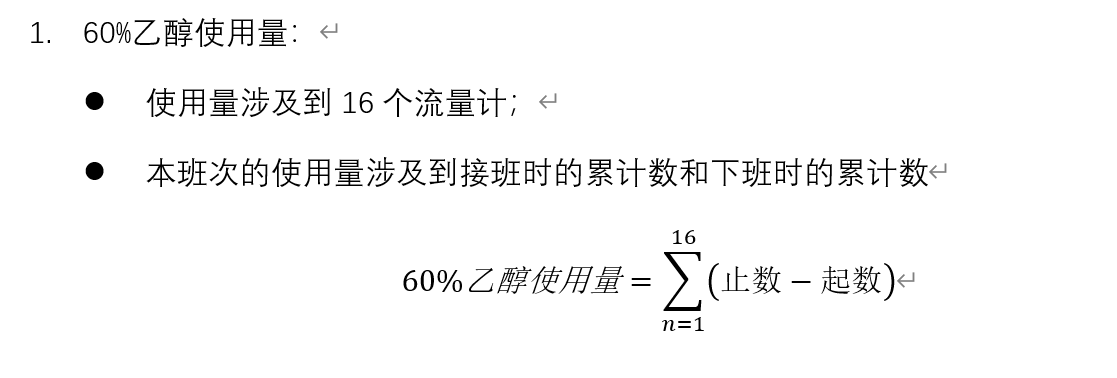 1. 60%乙醇使用量：
● 使用量涉及到 16 个流量计；
● 本班次的使用量涉及到接班时的累计数和下班时的累计数
60%乙醇使用量 = ∑_{n=1}^{16}(止数 − 起数)